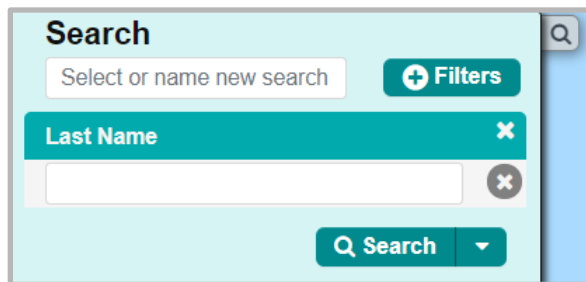 Search
Select or name new search
Filters
Last Name
Search